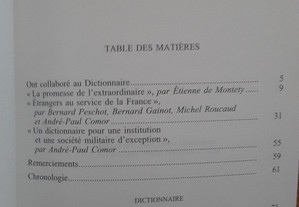 TABLE DES MATIÈRES
Ont collaboré au Dictionnaire 5
« La promesse de l'extraordinaire », par Étienne de Montety 9
« Étrangers au service de la France »,
par Bernard Peschot, Bernard Gainot, Michel Roucaud
et André-Paul Comor 31
« Un dictionnaire pour une institution
et une société militaire d'exception »,
par André-Paul Comor 55
Remerciements 59
Chronologie 61
DICTIONNAIRE